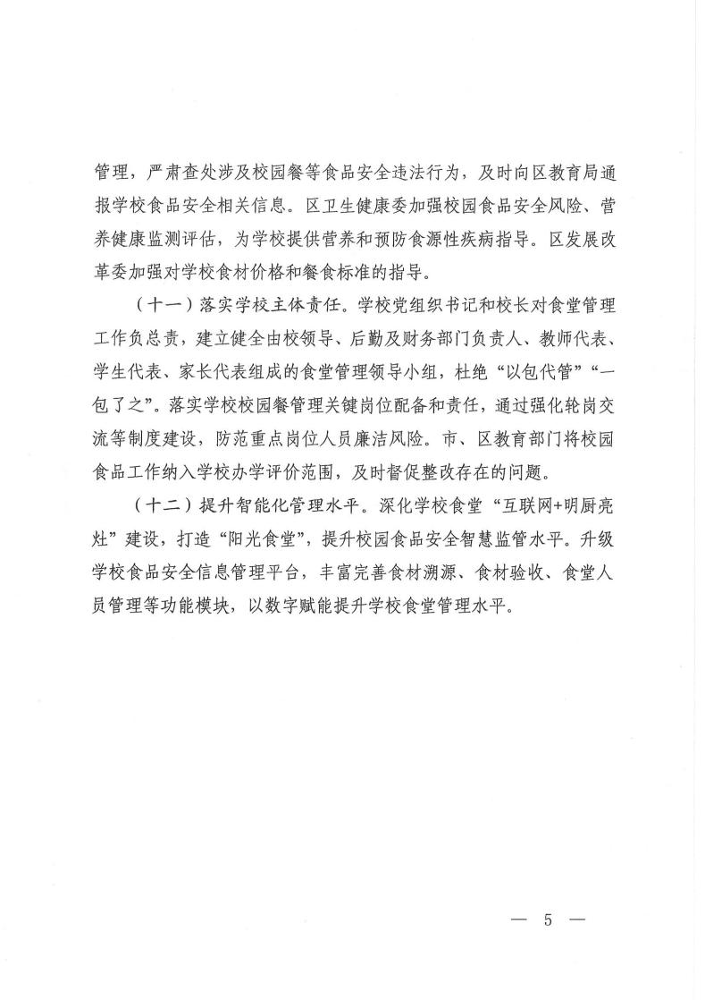 管理，严肃查处涉及校园餐等食品安全违法行为，及时向区教育局通
报学校食品安全相关信息。区卫生健康委加强校园食品安全风险、营
养健康监测评估，为学校提供营养和预防食源性疾病指导。区发展改
革委加强对学校食材价格和餐食标准的指导。
（十一）落实学校主体责任。学校党组织书记和校长对食堂管理
工作负总责，建立健全由校领导、后勤及财务部门负责人、教师代表、
学生代表、家长代表组成的食堂管理领导小组，杜绝“以包代管”“一
包了之”。落实学校校园餐管理关键岗位配备和责任，通过强化轮岗交
流等制度建设，防范重点岗位人员廉洁风险。市、区教育部门将校园
食品工作纳入学校办学评价范围，及时督促整改存在的问题。
（十二）提升智能化管理水平。深化学校食堂“互联网+明厨亮
灶”建设，打造“阳光食堂”，提升校园食品安全智慧监管水平。升级
学校食品安全信息管理平台，丰富完善食材溯源、食材验收、食堂人
员管理等功能模块，以数字赋能提升学校食堂管理水平。
— 5 —